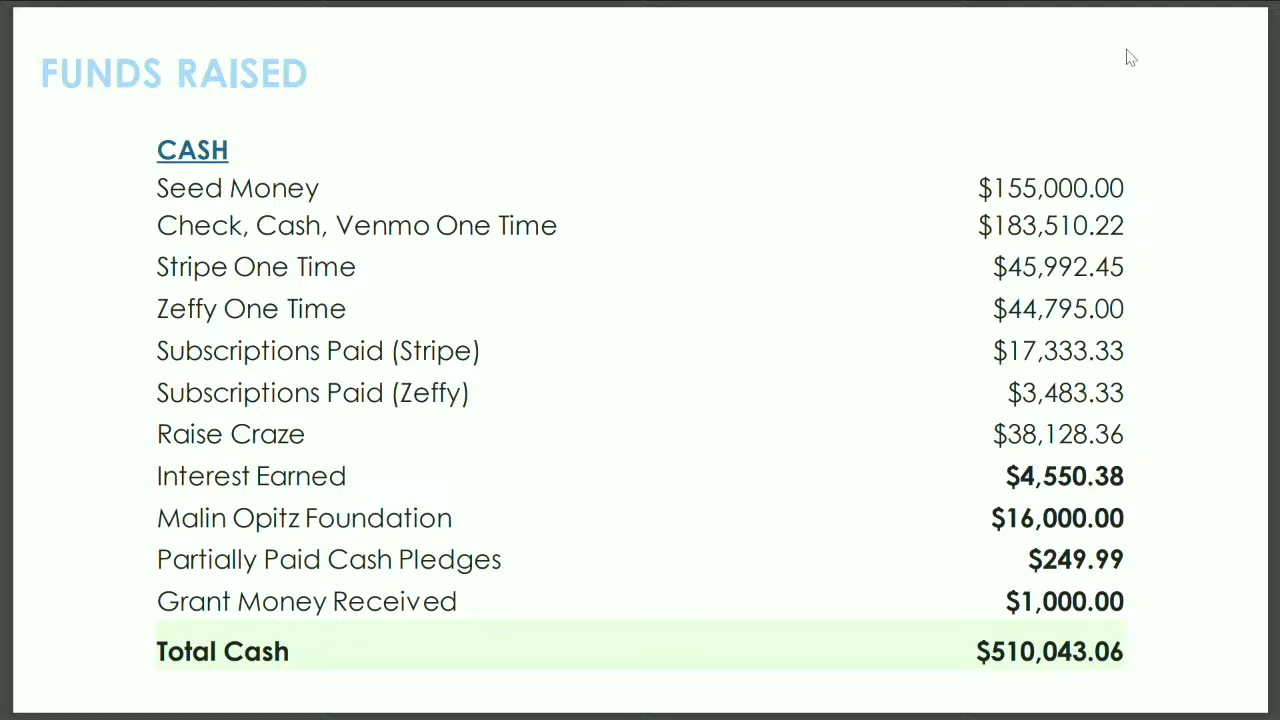 FUNDS RAISED
CASH
Seed Money $155,000.00
Check, Cash, Venmo One Time $183,510.22
Stripe One Time $45,992.45
Zeffy One Time $44,795.00
Subscriptions Paid (Stripe) $17,333.33
Subscriptions Paid (Zeffy) $3,483.33
Raise Craze $38,128.36
Interest Earned $4,550.38
Malin Opitz Foundation $16,000.00
Partially Paid Cash Pledges $249.99
Grant Money Received $1,000.00
Total Cash $510,043.06